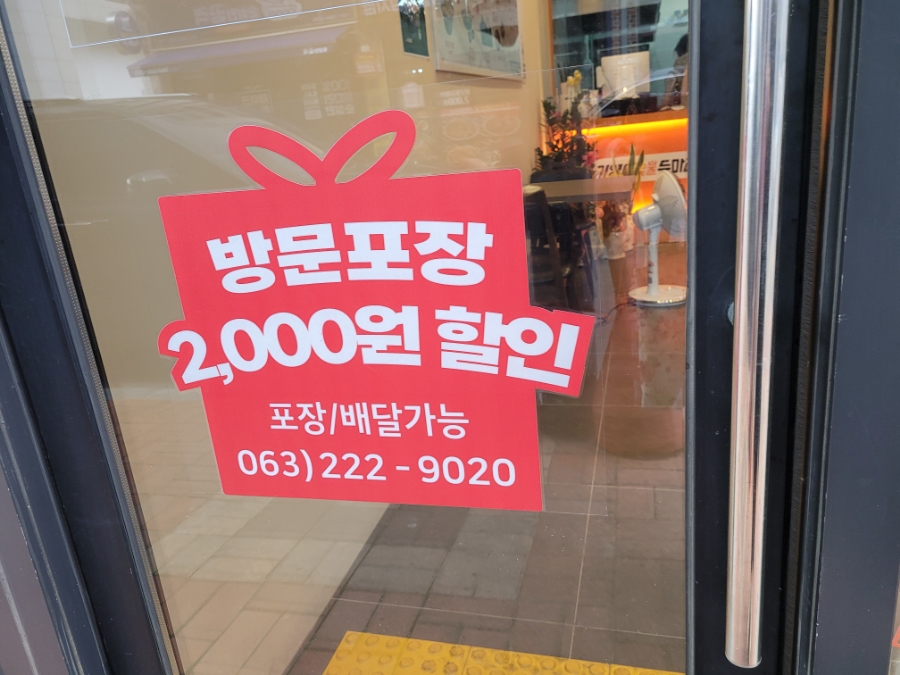 방문포장
2,000원 할인
포장/배달가능
063) 222 - 9020